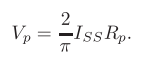 V_p = \frac{2}{\pi} I_{SS} R_p.